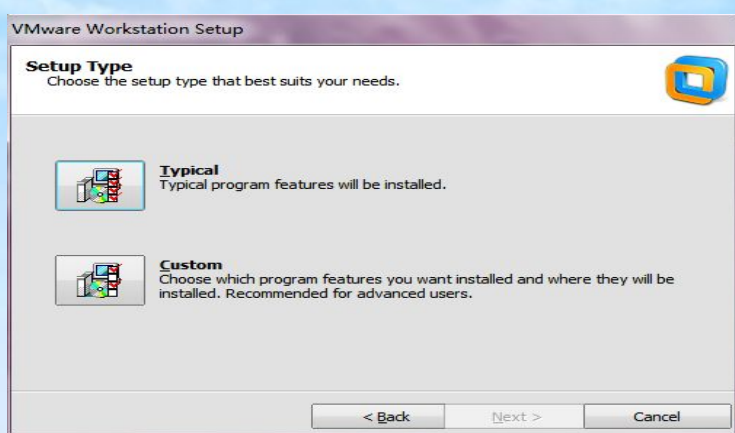 VMware Workstation Setup
Setup Type
Choose the setup type that best suits your needs.
Typical
Typical program features will be installed.
Custom
Choose which program features you want installed and where they will be
installed. Recommended for advanced users.
< Back
Next >
Cancel